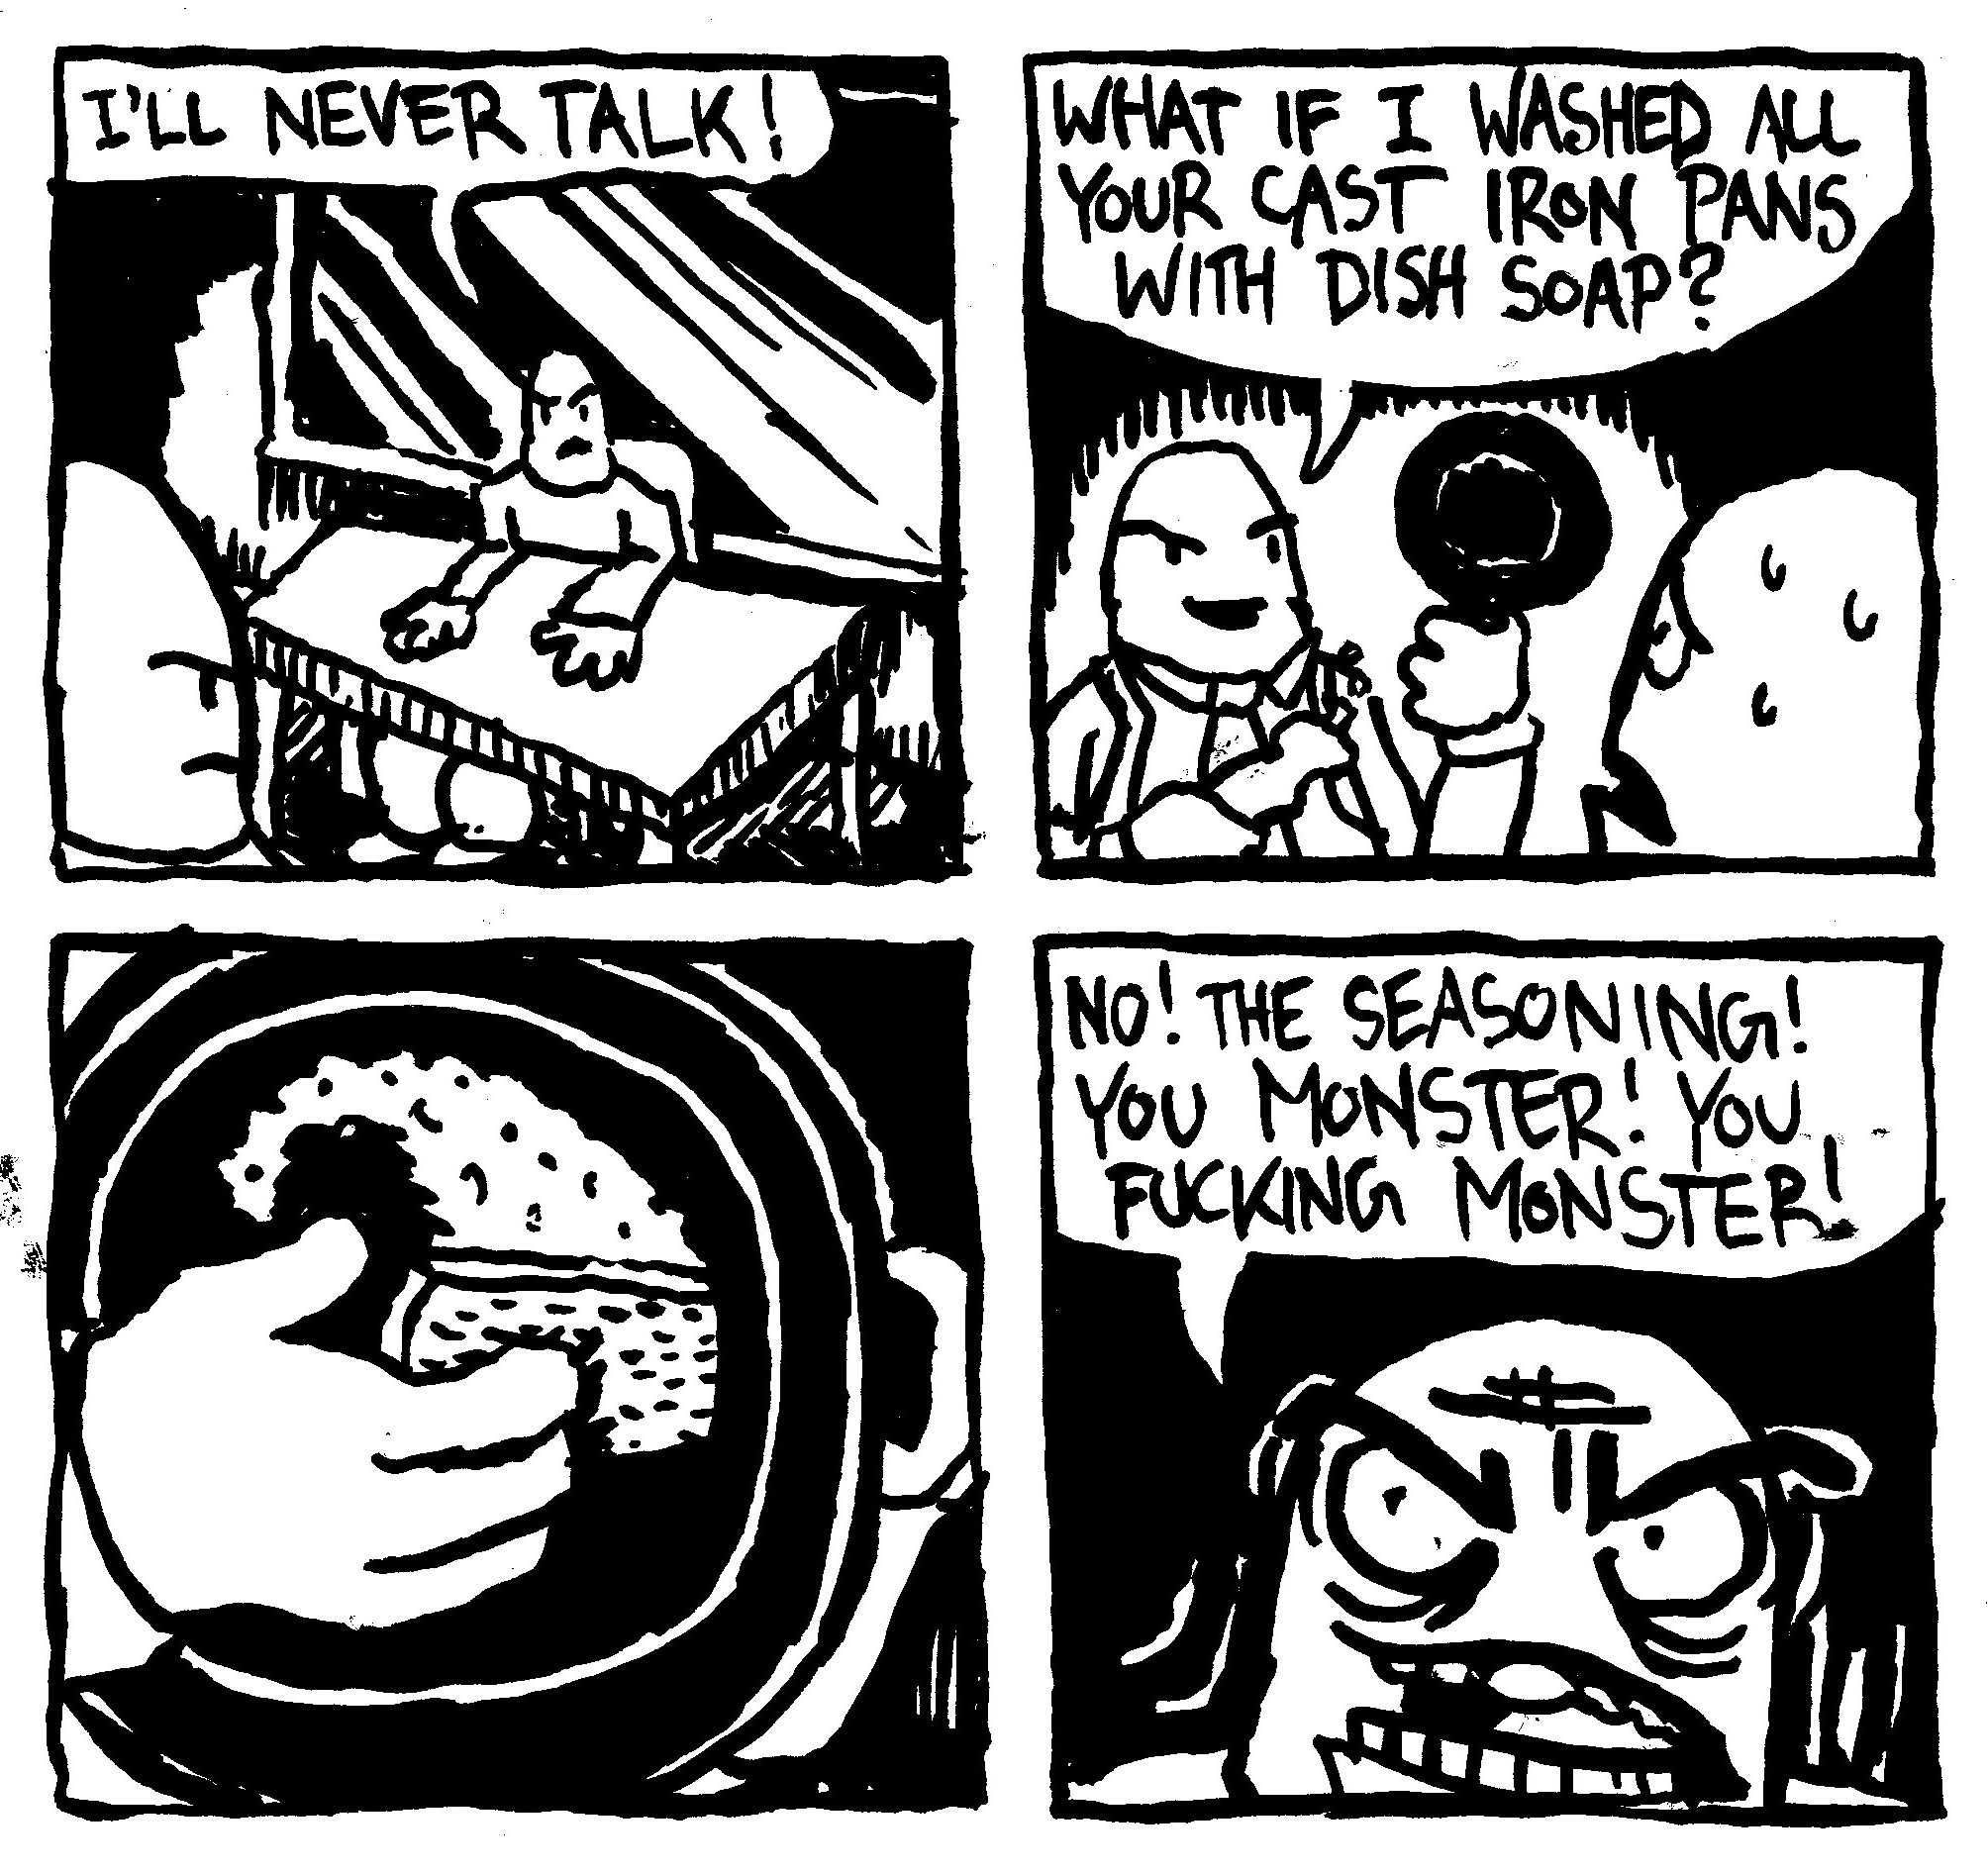 I'LL NEVER TALK!
WHAT IF I WASHED ALL
YOUR CAST IRON PANS
WITH DISH SOAP?
NO! THE SEASONING!
YOU MONSTER! YOU
FUCKING MONSTER!